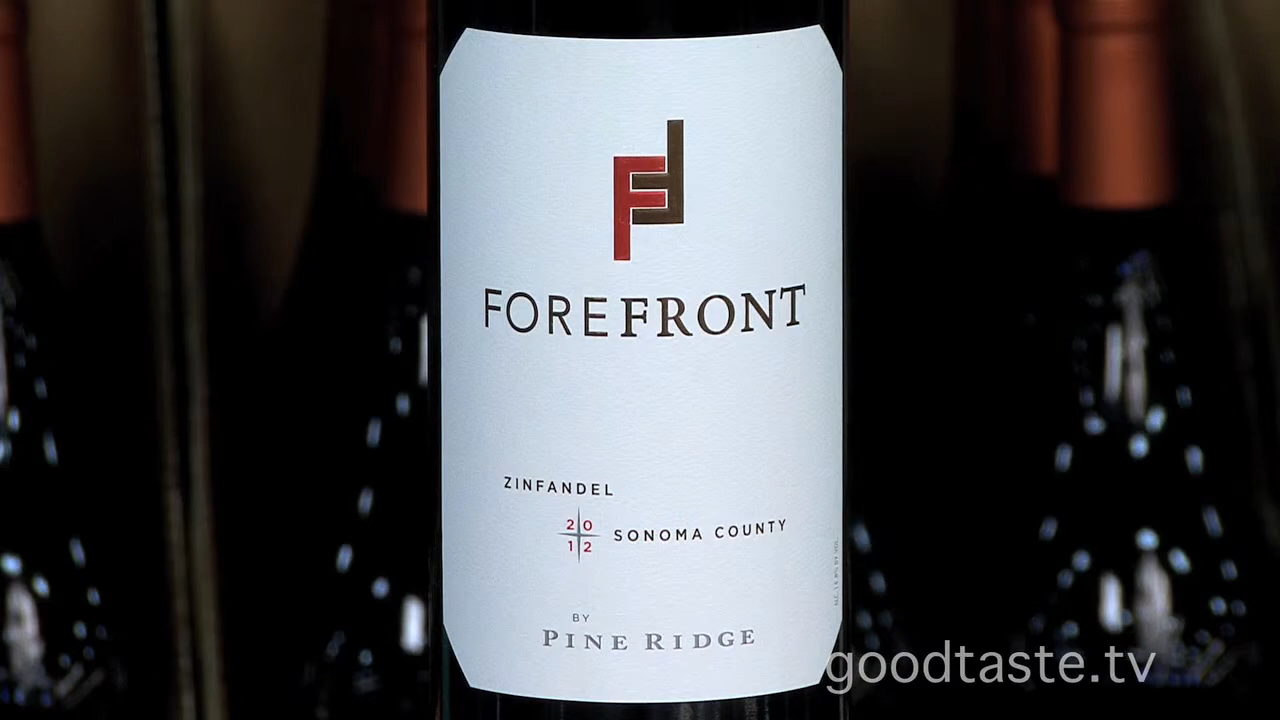 FOREFRONT
ZINFANDEL
20
12
SONOMA COUNTY
BY
PINE RIDGE
goodtaste.tv